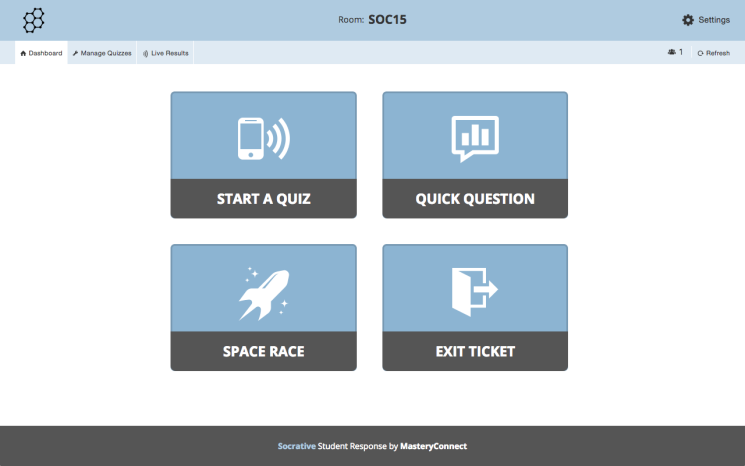 Room: SOC15
Settings
Dashboard
Manage Quizzes
Live Results
1
Refresh
START A QUIZ
QUICK QUESTION
SPACE RACE
EXIT TICKET
Socrative Student Response by MasteryConnect